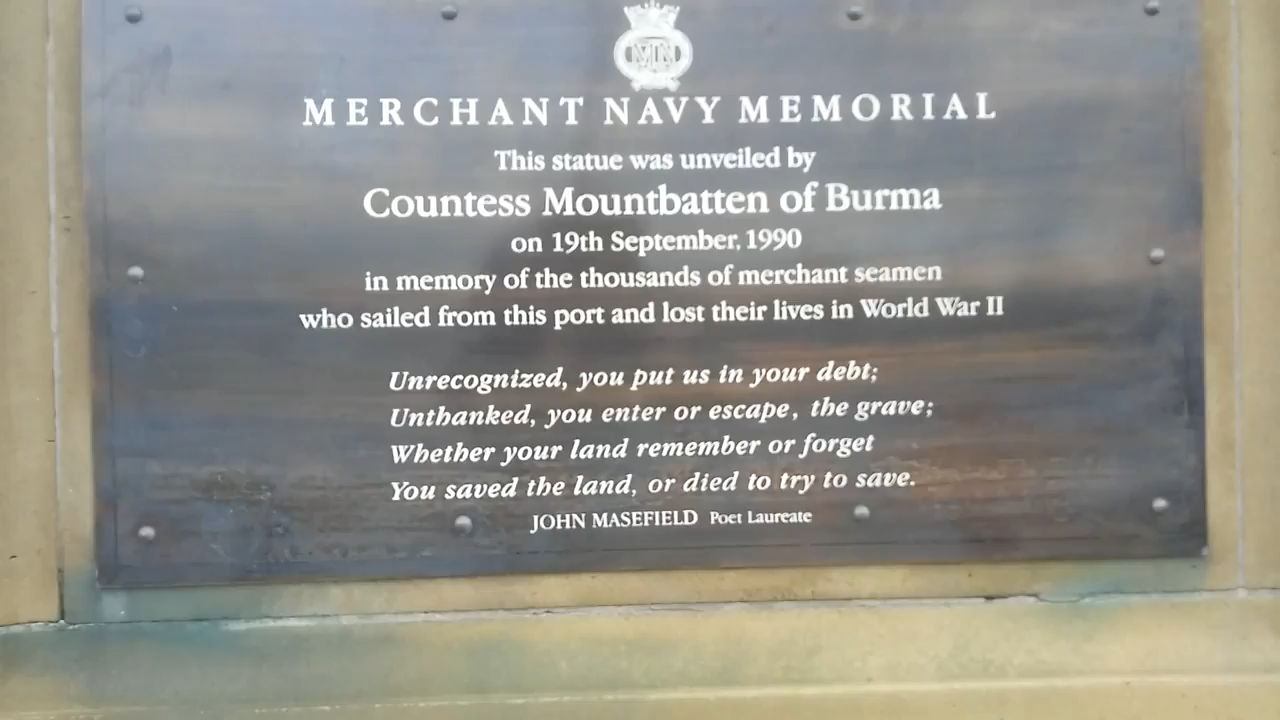 MN
MERCHANT NAVY MEMORIAL
This statue was unveiled by
Countess Mountbatten of Burma
on 19th September, 1990
in memory of the thousands of merchant seamen
who sailed from this port and lost their lives in World War II
Unrecognized, you put us in your debt;
Unthanked, you enter or escape, the grave;
Whether your land remember or forget
You saved the land, or died to try to save.
JOHN MASEFIELD Poet Laureate